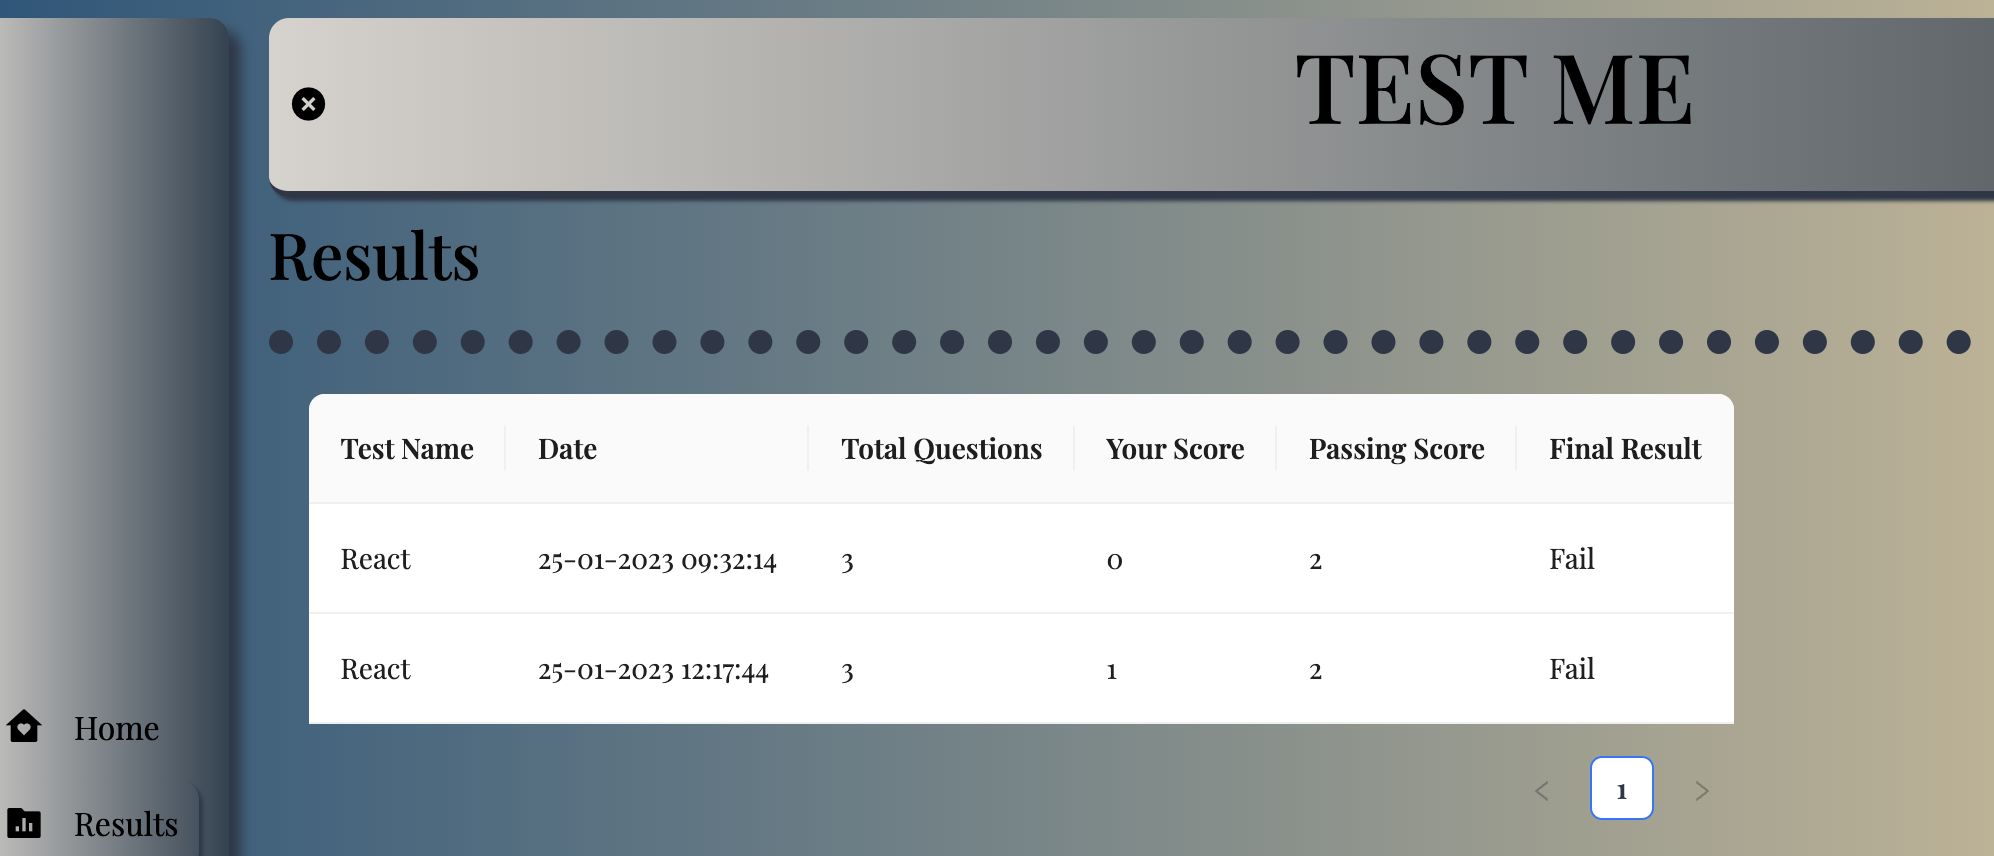 TEST ME
Results
Test Name Date Total Questions Your Score Passing Score Final Result
React 25-01-2023 09:32:14 3 0 2 Fail
React 25-01-2023 12:17:44 3 1 2 Fail
Home
1
Results